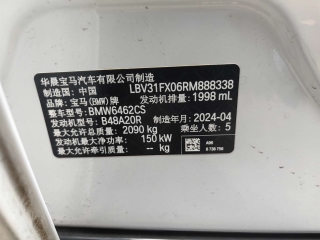 华晨宝马汽车有限公司制造
制造国：中国 LBV31FX06RM888338
品牌：宝马(BMW)牌 发动机排量：1998 mL
整车型号：BMW6462CS
发动机型号：B48A20R 制造年月：2024-04
最大允许总质量：2090 kg 乘坐人数：5
发动机最大净功率：150 kW
最大允许牵引质量：-- kg